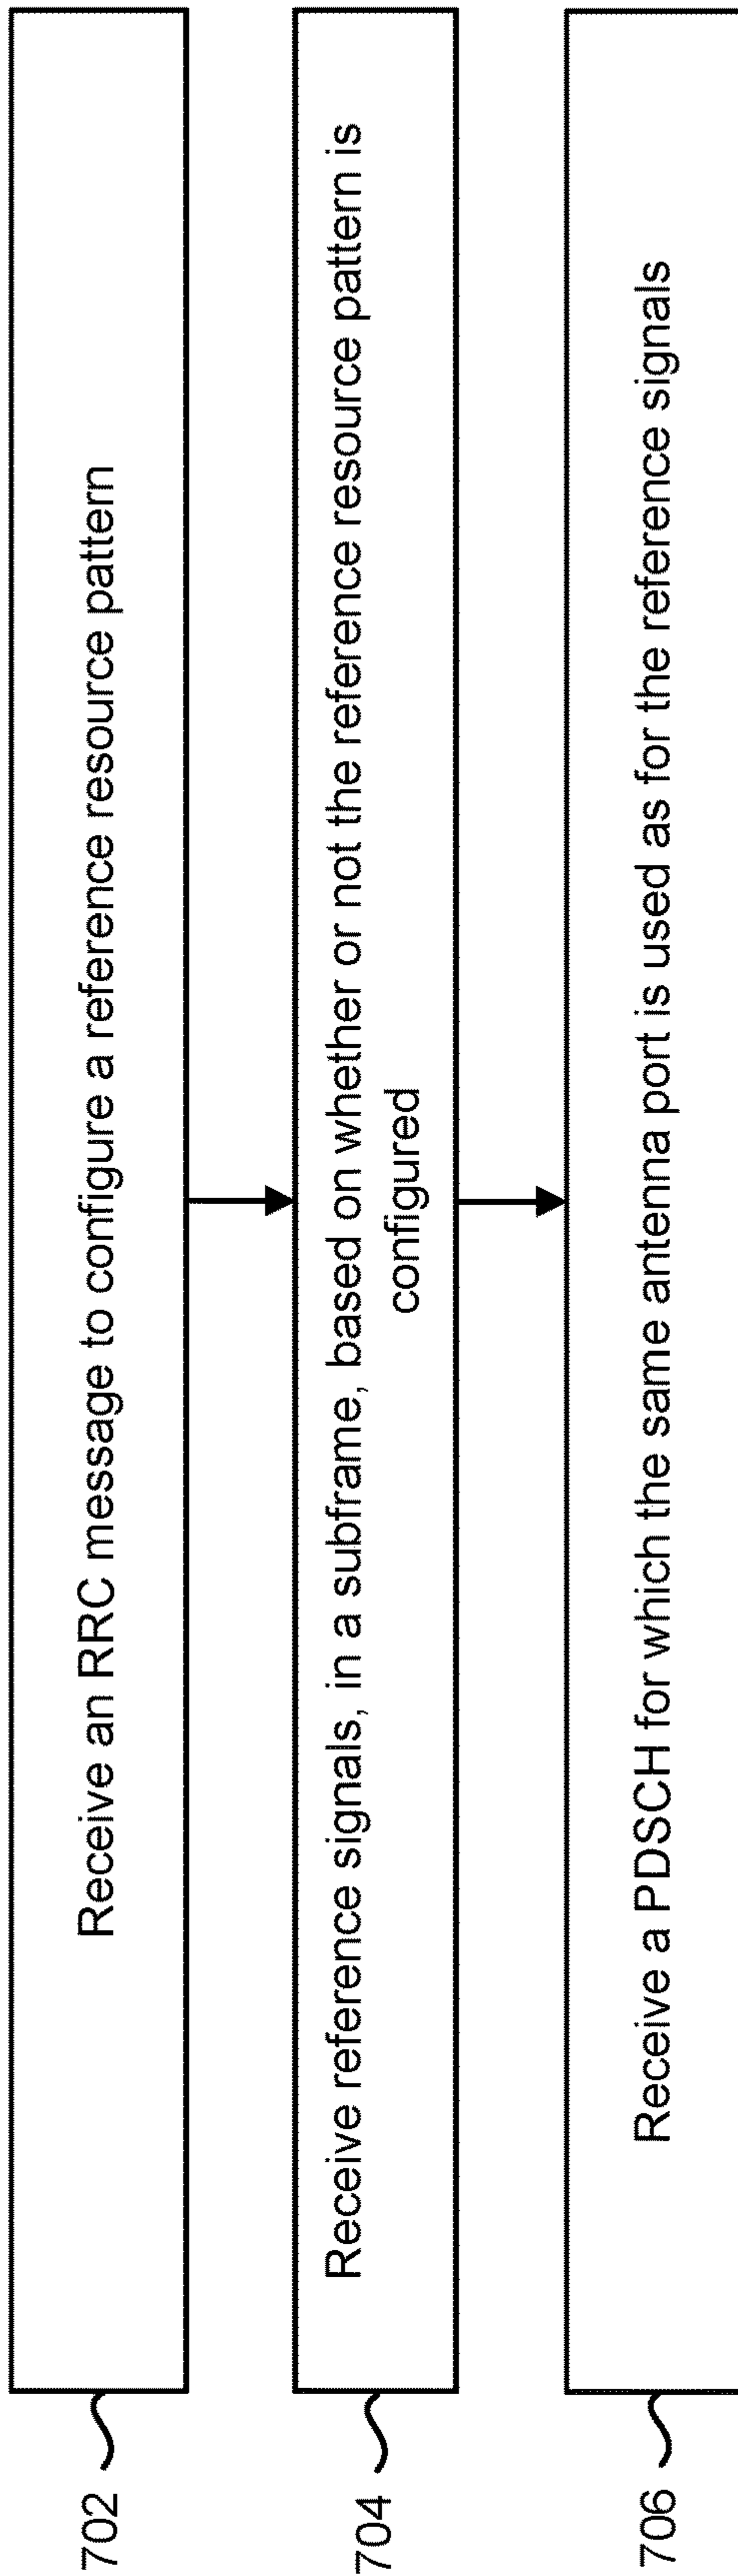 702
Receive an RRC message to configure a reference resource pattern
704
Receive reference signals, in a subframe, based on whether or not the reference resource pattern is
configured
706
Receive a PDSCH for which the same antenna port is used as for the reference signals